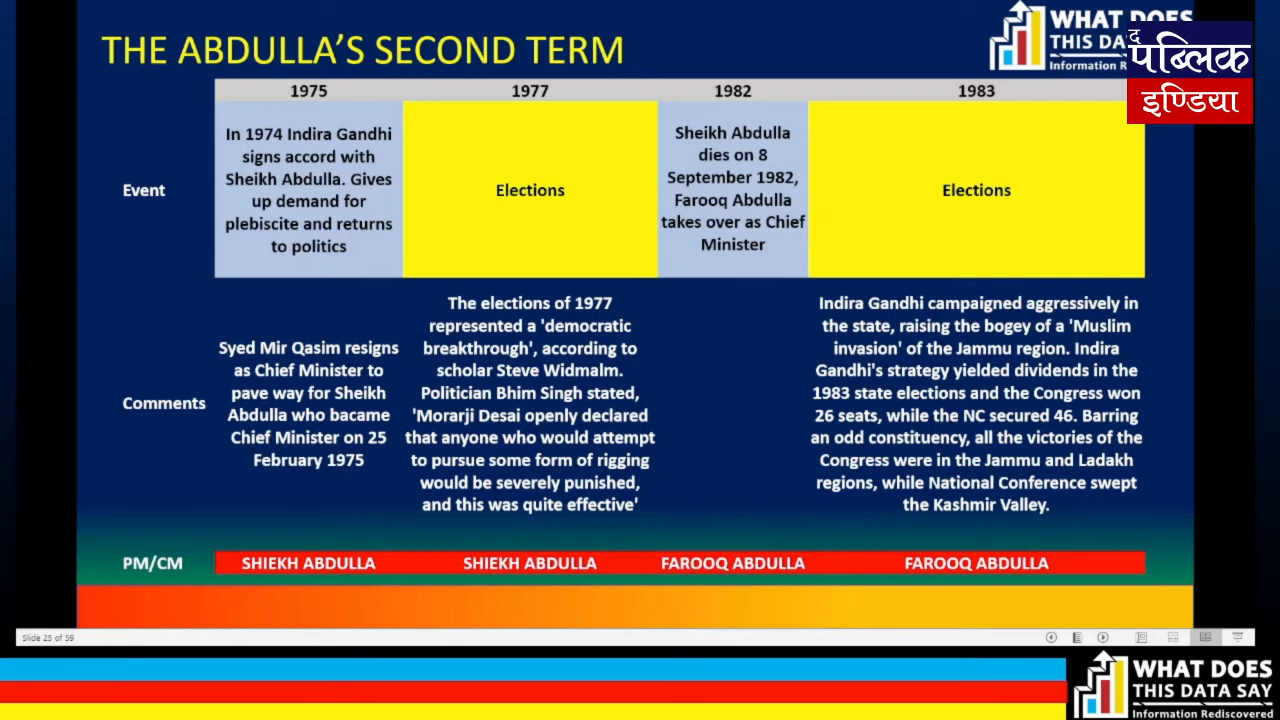 THE ABDULLA'S SECOND TERM
WHAT DOES
THIS DA
Information R
द
पब्लिक
इण्डिया
1975
1977
1982
1983
Event
In 1974 Indira Gandhi
signs accord with
Sheikh Abdulla. Gives
up demand for
plebiscite and returns
to politics
Elections
Sheikh Abdulla
dies on 8
September 1982,
Farooq Abdulla
takes over as Chief
Minister
Elections
Comments
Syed Mir Qasim resigns
as Chief Minister to
pave way for Sheikh
Abdulla who bacame
Chief Minister on 25
February 1975
The elections of 1977
represented a 'democratic
breakthrough', according to
scholar Steve Widmalm.
Politician Bhim Singh stated,
'Morarji Desai openly declared
that anyone who would attempt
to pursue some form of rigging
would be severely punished,
and this was quite effective'
Indira Gandhi campaigned aggressively in
the state, raising the bogey of a 'Muslim
invasion' of the Jammu region. Indira
Gandhi's strategy yielded dividends in the
1983 state elections and the Congress won
26 seats, while the NC secured 46. Barring
an odd constituency, all the victories of the
Congress were in the Jammu and Ladakh
regions, while National Conference swept
the Kashmir Valley.
PM/CM
SHIEKH ABDULLA
SHIEKH ABDULLA
FAROOQ ABDULLA
FAROOQ ABDULLA
Slide 25 of 59
WHAT DOES
THIS DATA SAY
Information Rediscovered